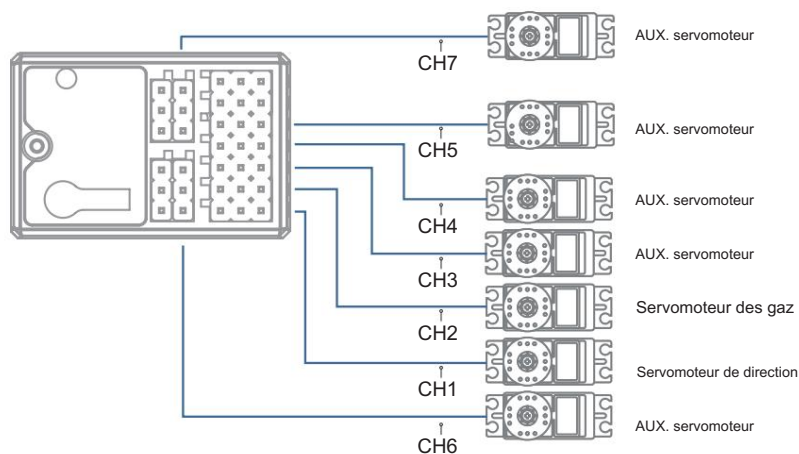 AUX. servomoteur
CH7
AUX. servomoteur
CH5
AUX. servomoteur
CH4
AUX. servomoteur
CH3
Servomoteur des gaz
CH2
Servomoteur de direction
CH1
AUX. servomoteur
CH6